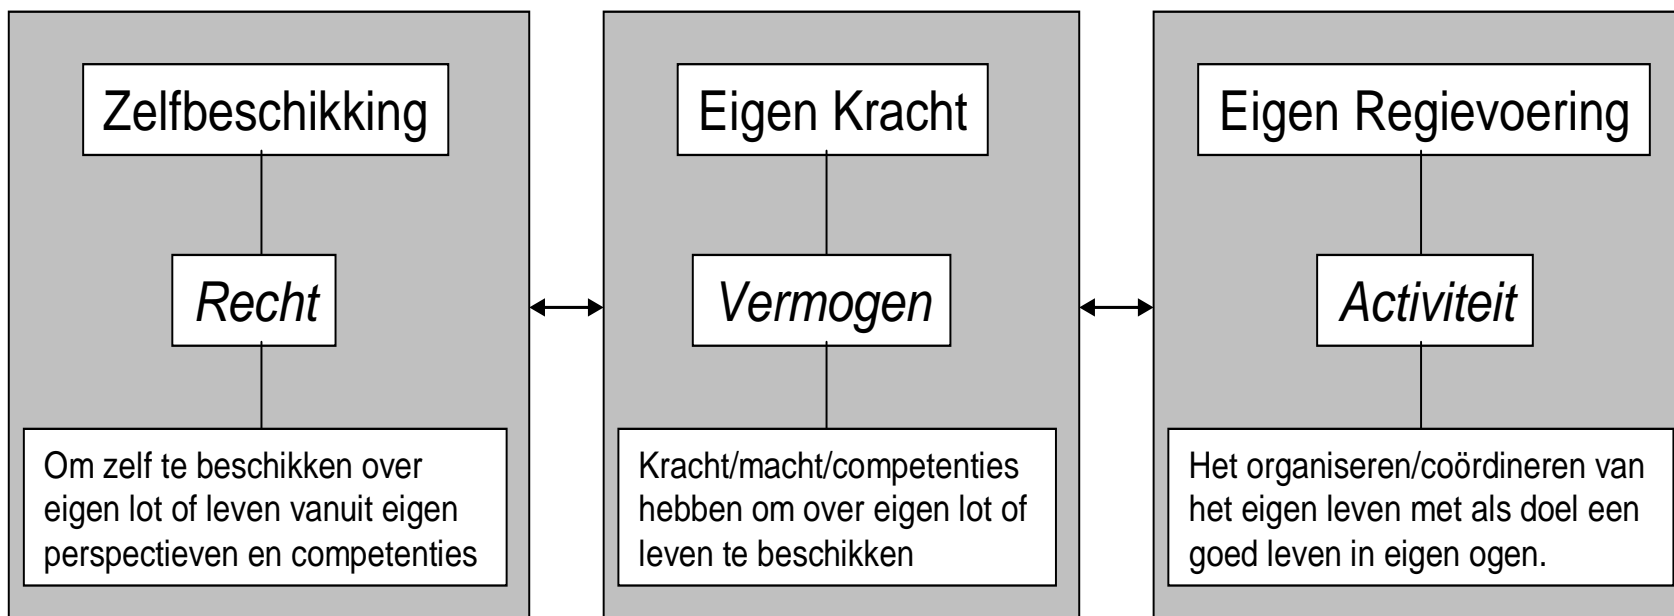 Zelfbeschikking
Recht
Om zelf te beschikken over
eigen lot of leven vanuit eigen
perspectieven en competenties
Eigen Kracht
Vermogen
Kracht/macht/competenties
hebben om over eigen lot of
leven te beschikken
Eigen Regievoering
Activiteit
Het organiseren/coördineren van
het eigen leven met als doel een
goed leven in eigen ogen.